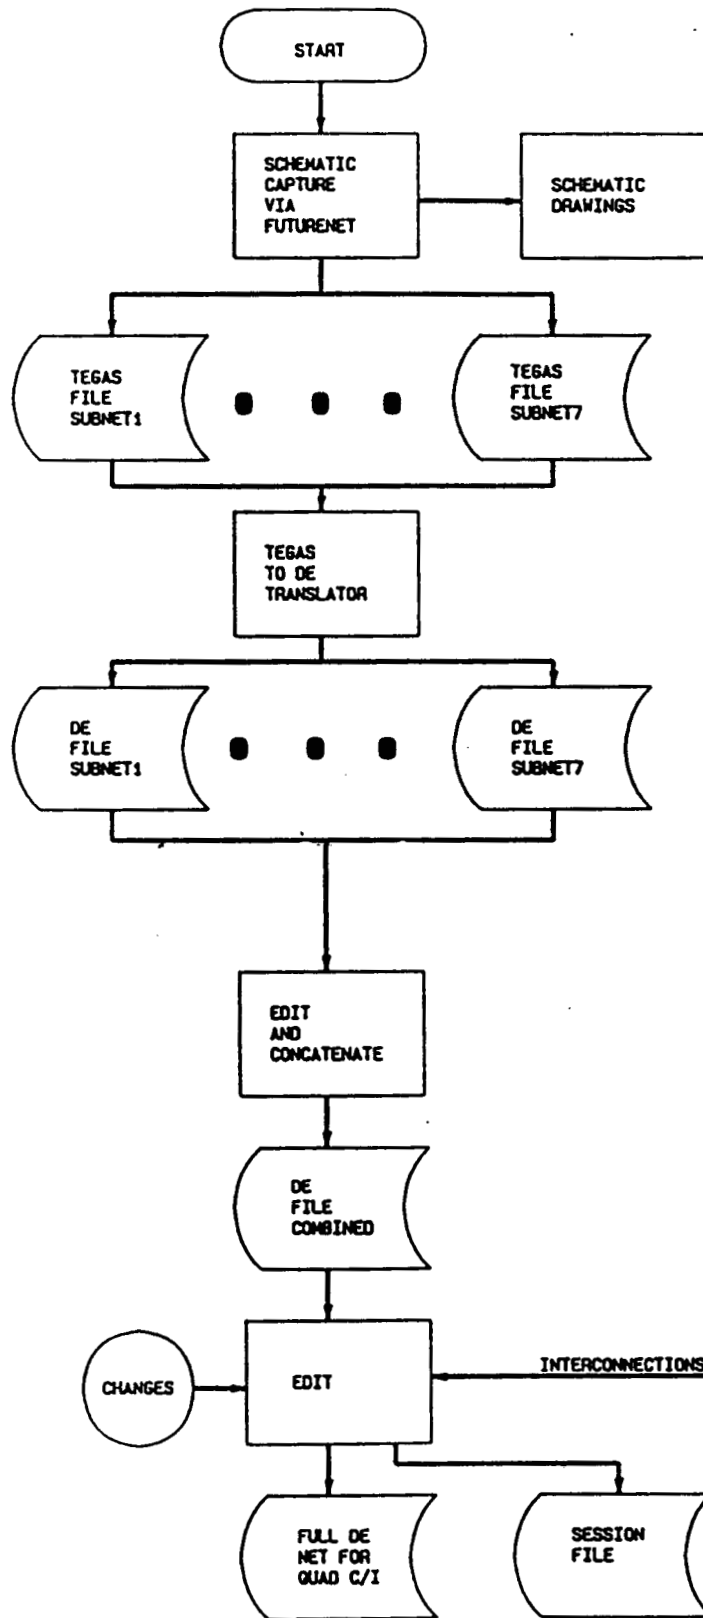 START
SCHEMATIC
CAPTURE
VIA
FUTURENET
SCHEMATIC
DRAWINGS
TEGAS
FILE
SUBNET1
TEGAS
FILE
SUBNET7
TEGAS
TO DE
TRANSLATOR
DE
FILE
SUBNET1
DE
FILE
SUBNET7
EDIT
AND
CONCATENATE
DE
FILE
COMBINED
CHANGES
EDIT
INTERCONNECTIONS
FULL DE
NET FOR
QUAD C/I
SESSION
FILE